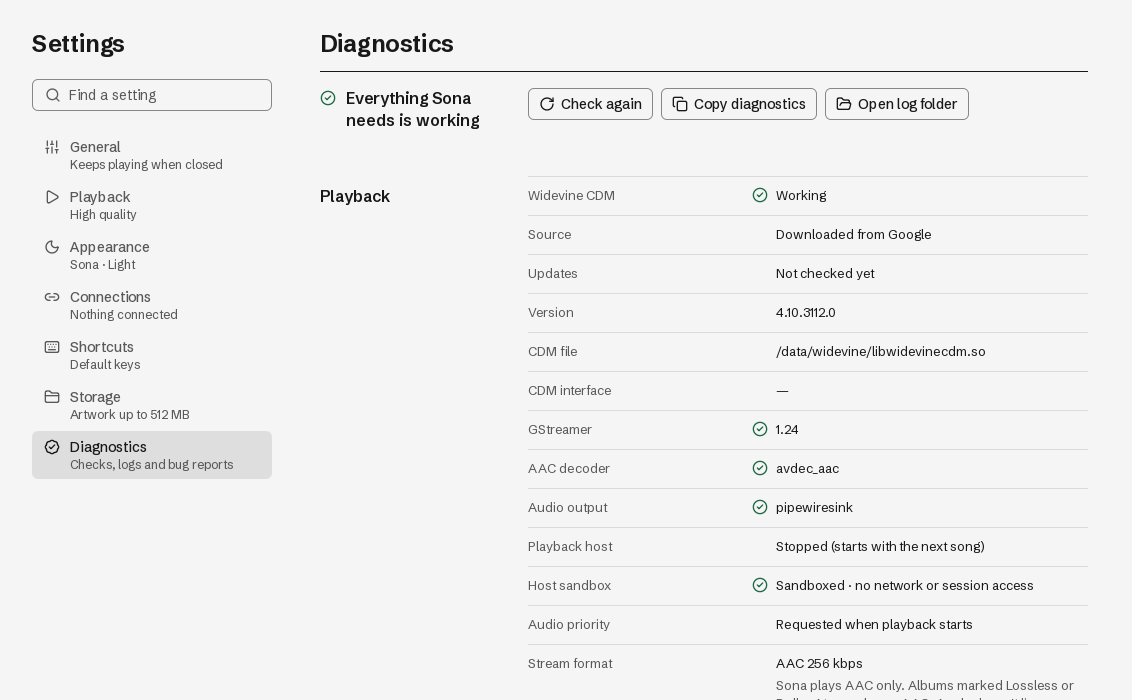 Settings
Find a setting
General
Keeps playing when closed
Playback
High quality
Appearance
Sona · Light
Connections
Nothing connected
Shortcuts
Default keys
Storage
Artwork up to 512 MB
Diagnostics
Checks, logs and bug reports
Diagnostics
Everything Sona
needs is working
Check again
Copy diagnostics
Open log folder
Playback
Widevine CDM
Working
Source
Downloaded from Google
Updates
Not checked yet
Version
4.10.3112.0
CDM file
/data/widevine/libwidevinecdm.so
CDM interface
—
GStreamer
1.24
AAC decoder
avdec_aac
Audio output
pipewiresink
Playback host
Stopped (starts with the next song)
Host sandbox
Sandboxed · no network or session access
Audio priority
Requested when playback starts
Stream format
AAC 256 kbps
Sona plays AAC only. Albums marked Lossless or